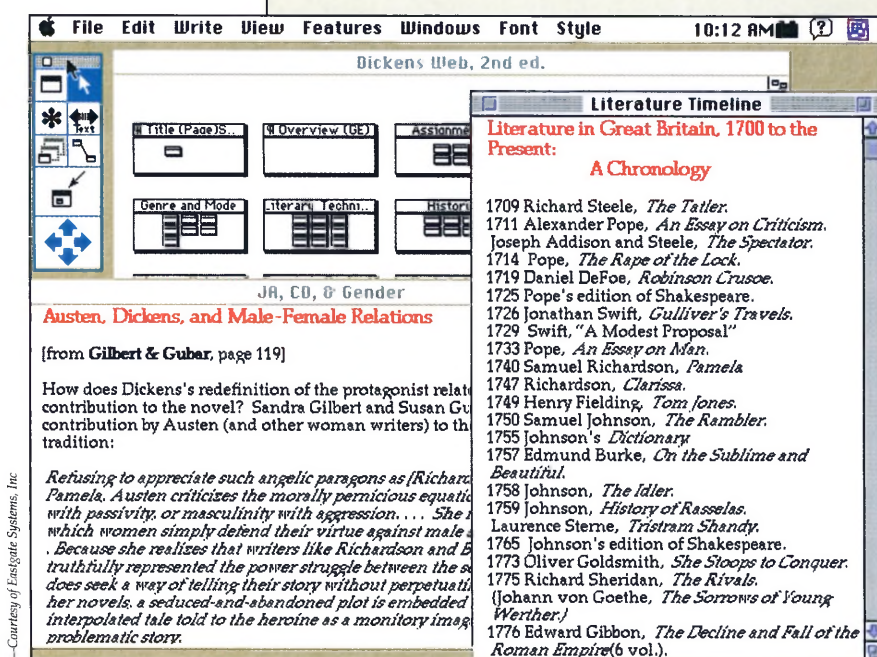 File Edit Write View Features Windows Font Style 10:12 AM
Dickens Web, 2nd ed.
Text
Title (Page)S..
Overview (GE)
Assignme
Genre and Mode
Literary Techni..
Histori
JA, CD, & Gender
Austen, Dickens, and Male-Female Relations
[from Gilbert & Gubar, page 119]
How does Dickens's redefinition of the protagonist relat
contribution to the novel? Sandra Gilbert and Susan Gu
contribution by Austen (and other woman writers) to th
tradition:
Refusing to appreciate such angelic paragons as [Richard
Pamela, Austen criticizes the morally pernicious equatio
with passivity, or masculinity with aggression. . . . She r
which women simply defend their virtue against male s
. Because she realizes that writers like Richardson and B
truthfully represented the power struggle between the se
does seek a way of telling their story without perpetuati
her novels, a seduced-and-abandoned plot is embedded
interpolated tale told to the heroine as a monitory imag
problematic story.
Literature Timeline
Literature in Great Britain, 1700 to the
Present:
A Chronology
1709 Richard Steele, The Tatler.
1711 Alexander Pope, An Essay on Criticism.
Joseph Addison and Steele, The Spectator.
1714 Pope, The Rape of the Lock.
1719 Daniel DeFoe, Robinson Crusoe.
1725 Pope's edition of Shakespeare.
1726 Jonathan Swift, Gulliver's Travels.
1729 Swift, "A Modest Proposal"
1733 Pope, An Essay on Man.
1740 Samuel Richardson, Pamela
1747 Richardson, Clarissa.
1749 Henry Fielding, Tom Jones.
1750 Samuel Johnson, The Rambler.
1755 Johnson's Dictionary
1757 Edmund Burke, On the Sublime and
Beautiful.
1758 Johnson, The Idler.
1759 Johnson, History of Rasselas.
Laurence Sterne, Tristram Shandy.
1765 Johnson's edition of Shakespeare.
1773 Oliver Goldsmith, She Stoops to Conquer.
1775 Richard Sheridan, The Rivals.
[Johann von Goethe, The Sorrows of Young
Werther.]
1776 Edward Gibbon, The Decline and Fall of the
Roman Empire(6 vol.).
—Courtesy of Eastgate Systems, Inc